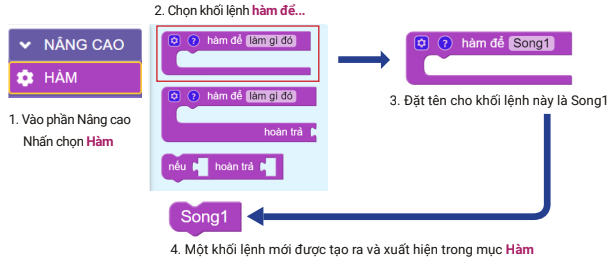 2. Chọn khối lệnh hàm để...
NÂNG CAO
HÀM
1. Vào phần Nâng cao
Nhấn chọn Hàm
hàm để làm gì đó
hàm để làm gì đó
hoàn trả
nếu hoàn trả
hàm để Song1
3. Đặt tên cho khối lệnh này là Song1
Song1
4. Một khối lệnh mới được tạo ra và xuất hiện trong mục Hàm